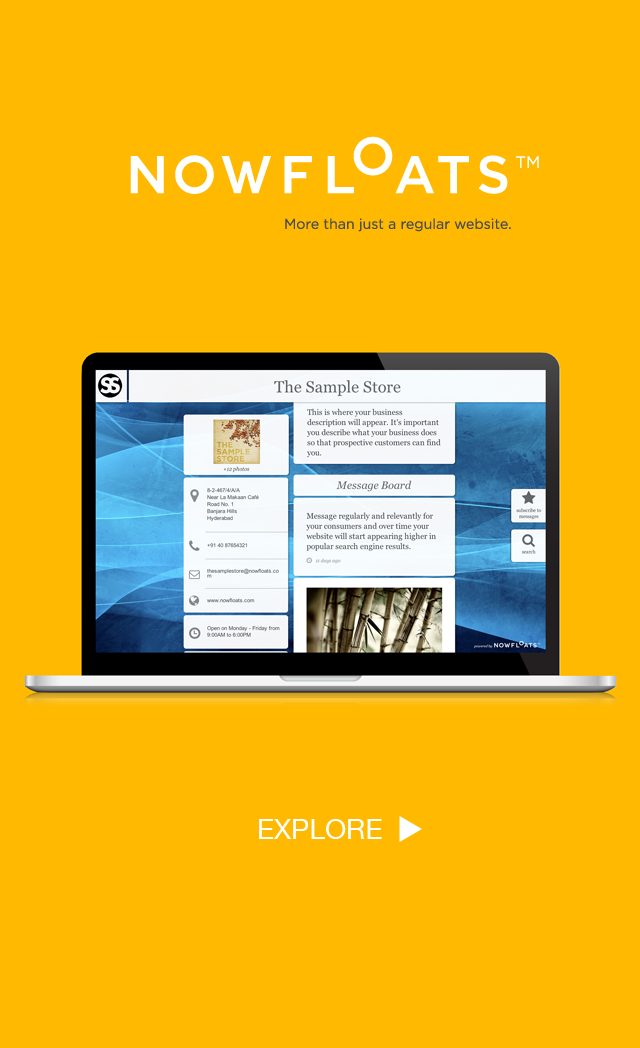 NOWFLOATS™
More than just a regular website.
SS
The Sample Store
THE
SAMPLE
STORE
+12 photos
8-2-467/4/A/A
Near La Makaan Café
Road No. 1
Banjara Hills
Hyderabad
+91 40 87654321
thesamplestore@nowfloats.co
m
www.nowfloats.com
Open on Monday - Friday from
9:00AM to 6:00PM
This is where your business
description will appear. It's important
you describe what your business does
so that prospective customers can find
you.
Message Board
Message regularly and relevantly for
your consumers and over time your
website will start appearing higher in
popular search engine results.
11 days ago
subscribe to
messages
search
powered by NOWFLOATS™
EXPLORE